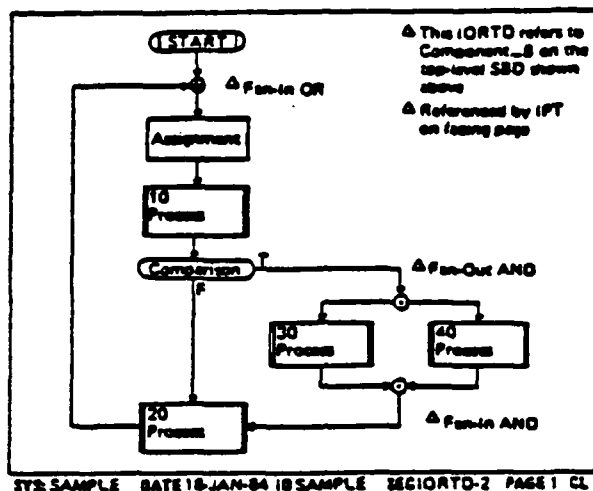 START
△ This IORTD refers to
Component_B on the
top-level SBD shown
above
△ Fan-In OR
△ Referenced by IPT
on facing page
Assignment
10
Process
Comparison
T
F
△ Fan-Out AND
30
Process
40
Process
20
Process
△ Fan-In AND
SYS: SAMPLE DATE 18-JAN-84 ID SAMPLE SEC IORTD-2 PAGE 1 CL